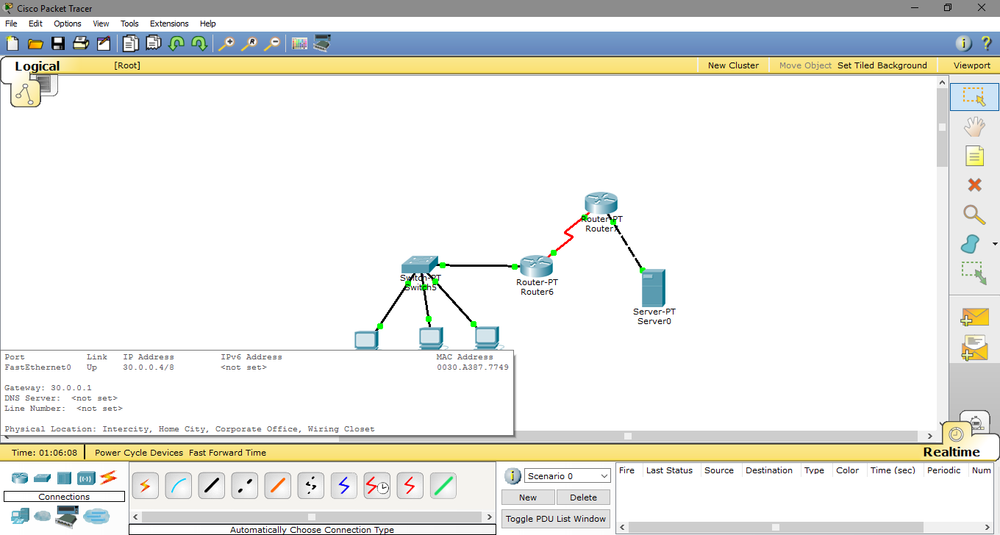 Cisco Packet Tracer
File Edit Options View Tools Extensions Help
Logical [Root] New Cluster Move Object Set Tiled Background Viewport
Router-PT
Router7
Switch-PT
Switch5
Router-PT
Router6
Server-PT
Server0
Port Link IP Address IPv6 Address MAC Address
FastEthernet0 Up 30.0.0.4/8 <not set> 0030.A387.7749
Gateway: 30.0.0.1
DNS Server: <not set>
Line Number: <not set>
Physical Location: Intercity, Home City, Corporate Office, Wiring Closet
Time: 01:06:08 Power Cycle Devices Fast Forward Time Realtime
Connections
Automatically Choose Connection Type
Scenario 0
New Delete
Toggle PDU List Window
Fire Last Status Source Destination Type Color Time (sec) Periodic Num